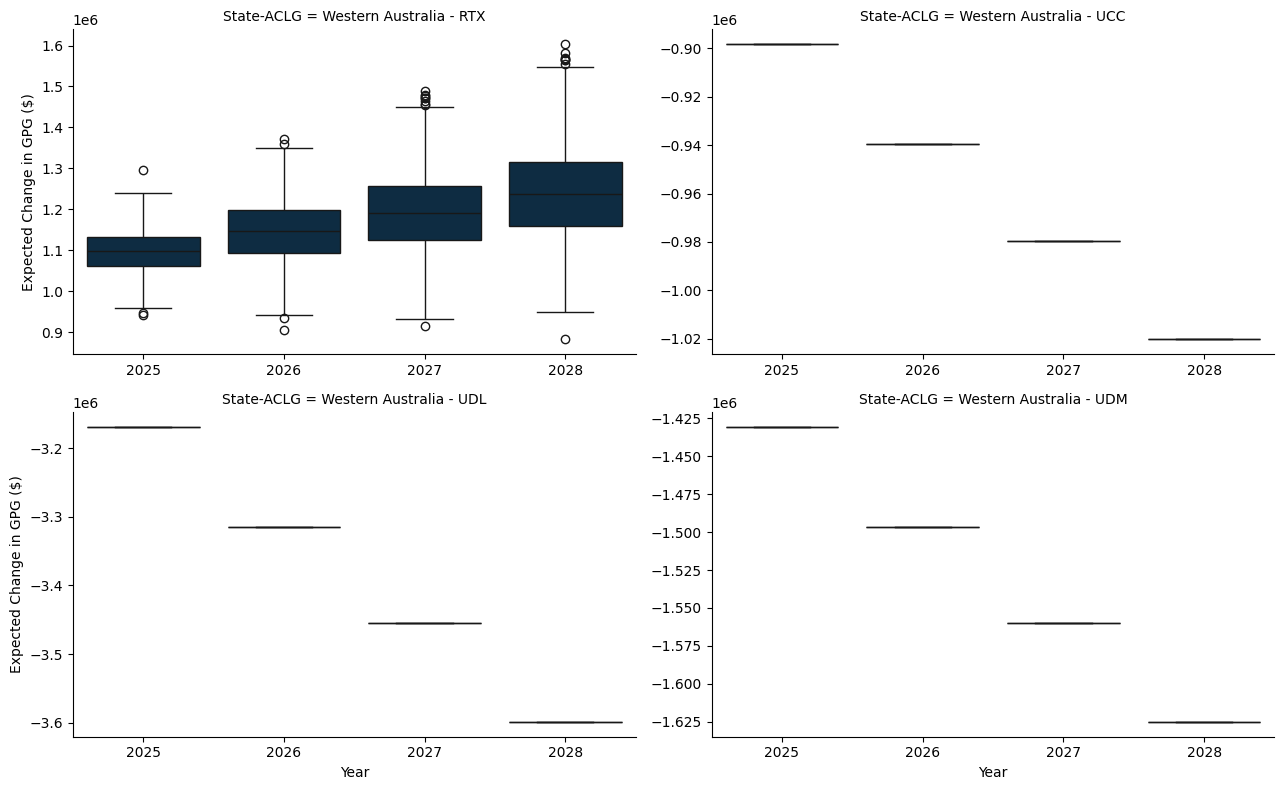 State-ACLG = Western Australia - RTX
1e6
Expected Change in GPG ($)
1.6
1.5
1.4
1.3
1.2
1.1
1.0
0.9
2025 2026 2027 2028
State-ACLG = Western Australia - UCC
1e6
−0.90
−0.92
−0.94
−0.96
−0.98
−1.00
−1.02
2025 2026 2027 2028
State-ACLG = Western Australia - UDL
1e6
Expected Change in GPG ($)
−3.2
−3.3
−3.4
−3.5
−3.6
2025 2026 2027 2028
Year
State-ACLG = Western Australia - UDM
1e6
−1.425
−1.450
−1.475
−1.500
−1.525
−1.550
−1.575
−1.600
−1.625
2025 2026 2027 2028
Year